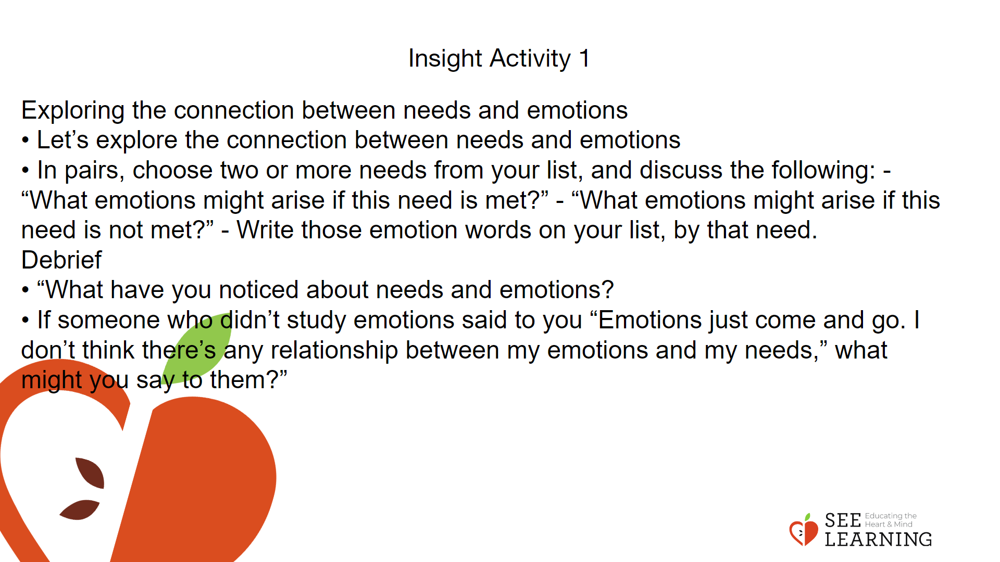 Insight Activity 1
Exploring the connection between needs and emotions
• Let’s explore the connection between needs and emotions
• In pairs, choose two or more needs from your list, and discuss the following: -
“What emotions might arise if this need is met?” - “What emotions might arise if this
need is not met?” - Write those emotion words on your list, by that need.
Debrief
• “What have you noticed about needs and emotions?
• If someone who didn’t study emotions said to you “Emotions just come and go. I
don’t think there’s any relationship between my emotions and my needs,” what
might you say to them?”
SEE Educating the
Heart & Mind
LEARNING